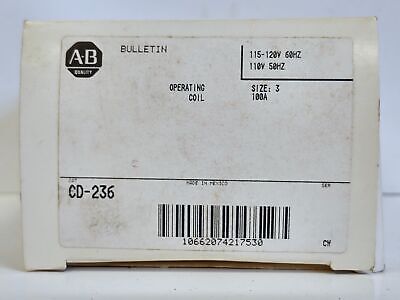 AB
QUALITY
BULLETIN
115-120V 60HZ
110V 50HZ
OPERATING
COIL
SIZE: 3
100A
CAT
MADE IN MEXICO
SER
CD-236
10662074217530
CW